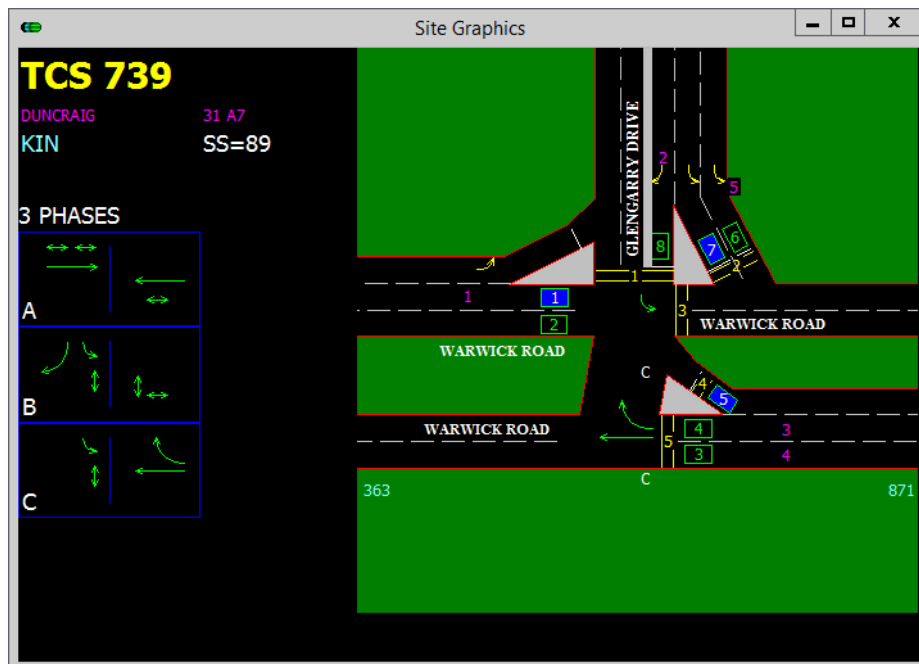 Site Graphics
TCS 739
DUNCRAIG 31 A7
KIN SS=89
3 PHASES
A
B
C
GLENGARRY DRIVE
2
5
8
7
6
2
1
1
1
2
3
WARWICK ROAD
WARWICK ROAD
C
4
5
WARWICK ROAD
4
3
5
3
4
C
363
871